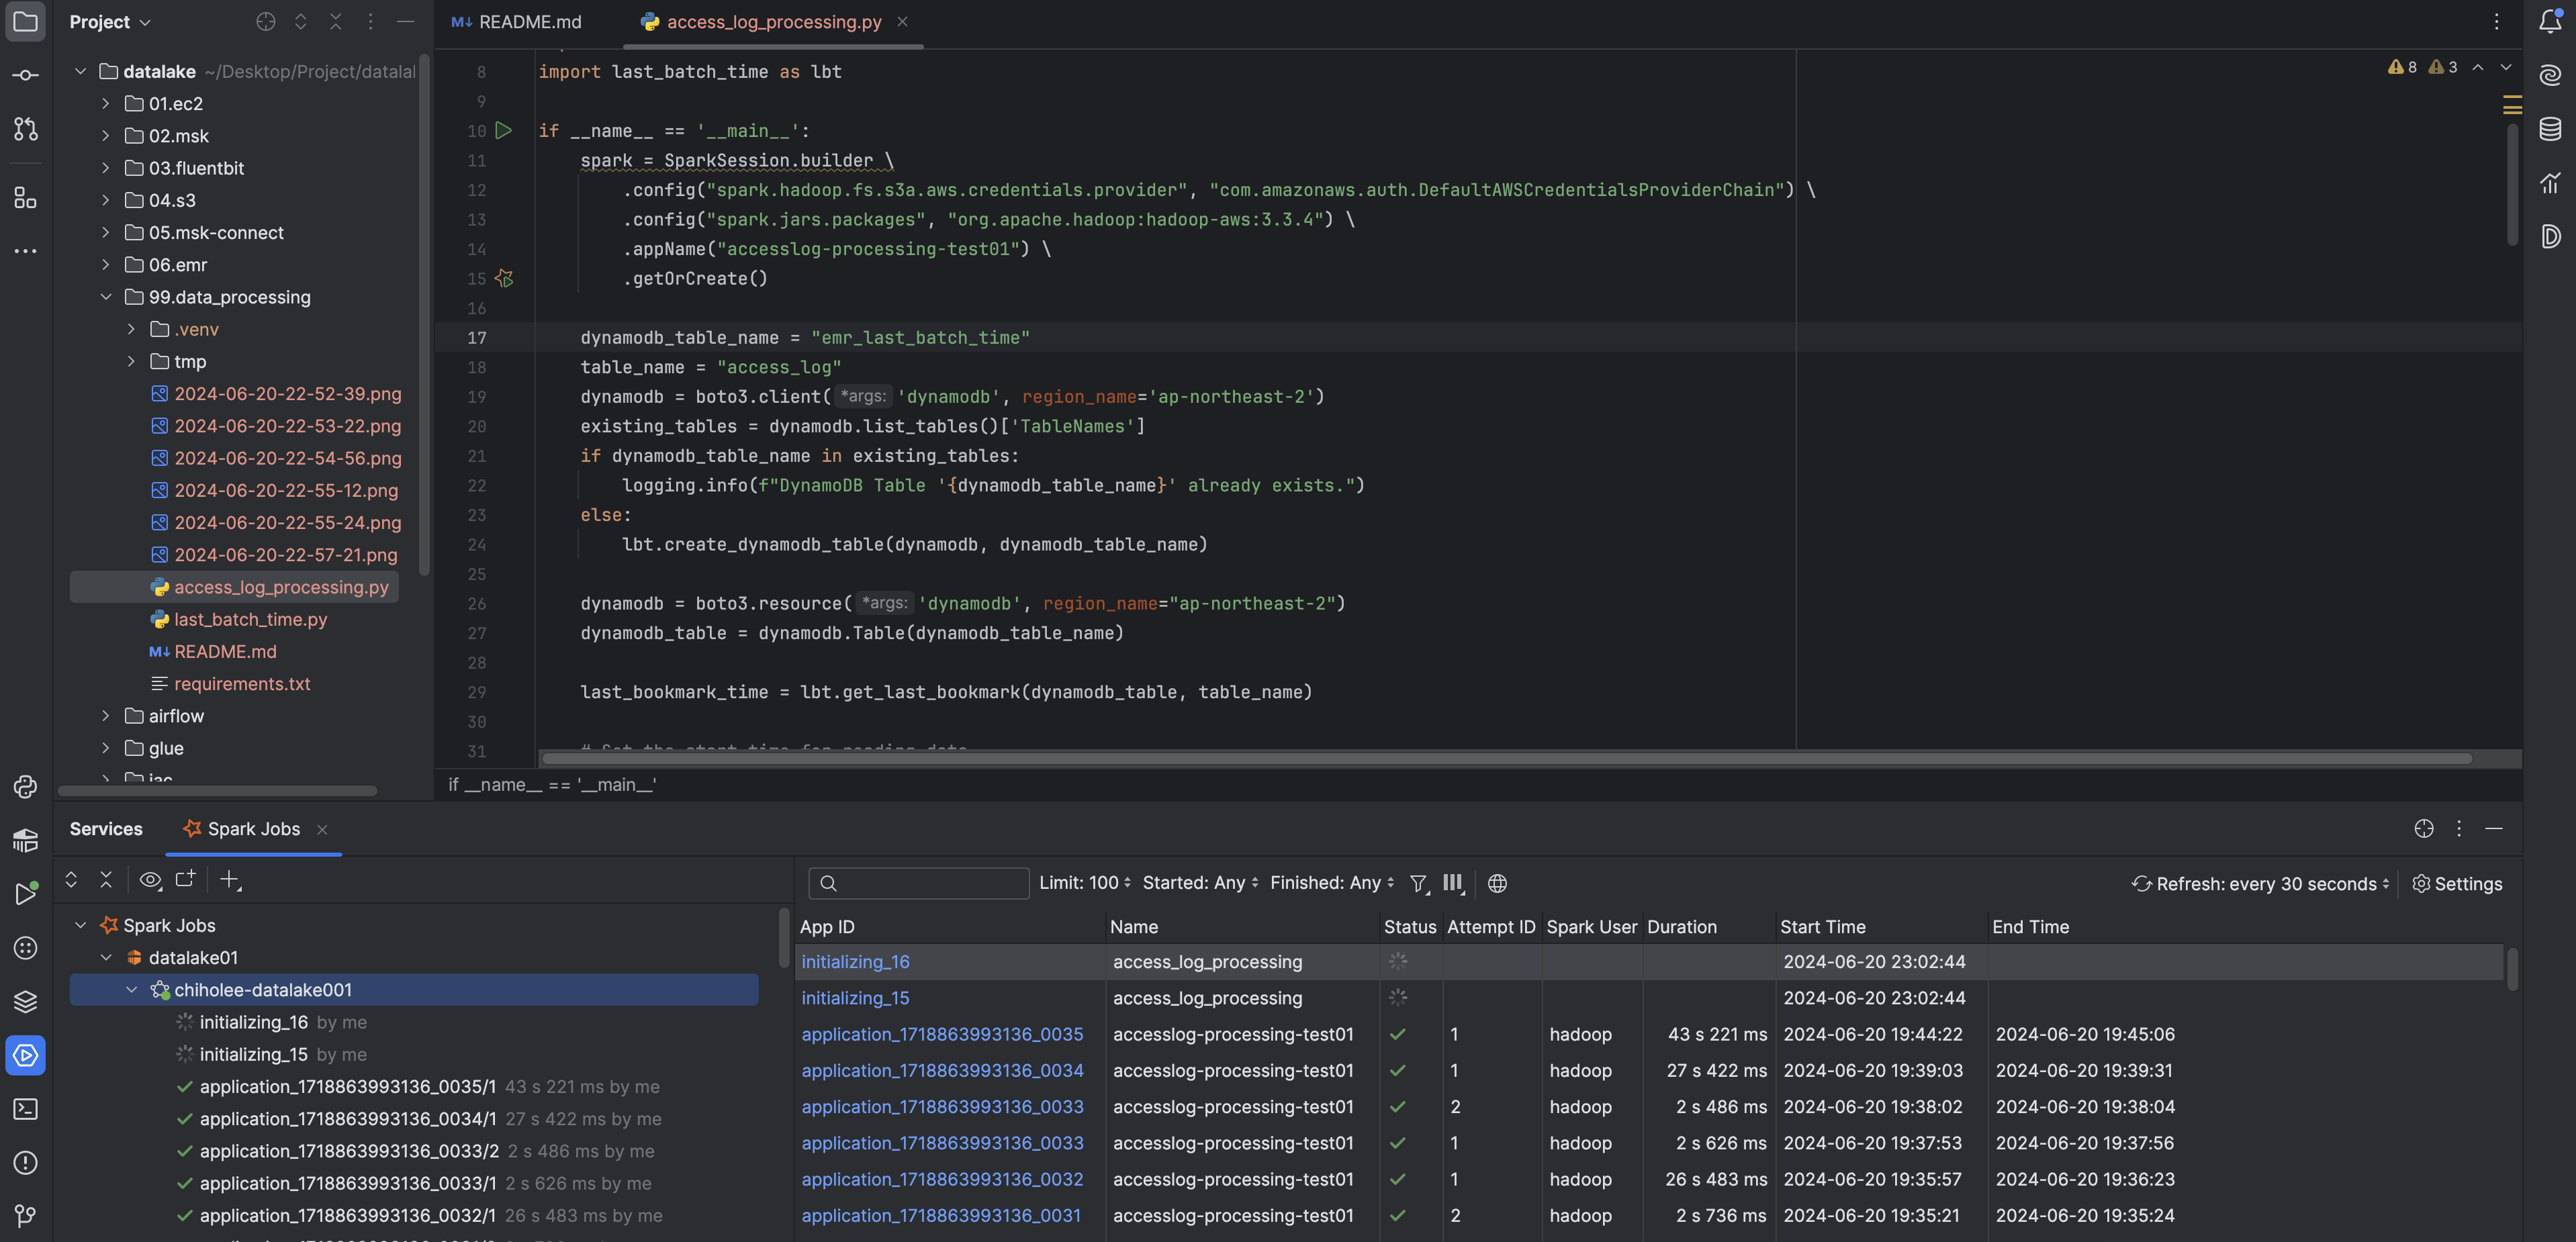 Project
README.md
access_log_processing.py
datalake ~/Desktop/Project/datalal
01.ec2
02.msk
03.fluentbit
04.s3
05.msk-connect
06.emr
99.data_processing
.venv
tmp
2024-06-20-22-52-39.png
2024-06-20-22-53-22.png
2024-06-20-22-54-56.png
2024-06-20-22-55-12.png
2024-06-20-22-55-24.png
2024-06-20-22-57-21.png
access_log_processing.py
last_batch_time.py
M↓ README.md
requirements.txt
airflow
glue
iac
8 import last_batch_time as lbt
9
10 if __name__ == '__main__':
11 spark = SparkSession.builder \
12 .config("spark.hadoop.fs.s3a.aws.credentials.provider", "com.amazonaws.auth.DefaultAWSCredentialsProviderChain") \
13 .config("spark.jars.packages", "org.apache.hadoop:hadoop-aws:3.3.4") \
14 .appName("accesslog-processing-test01") \
15 .getOrCreate()
16
17 dynamodb_table_name = "emr_last_batch_time"
18 table_name = "access_log"
19 dynamodb = boto3.client( *args: 'dynamodb', region_name='ap-northeast-2')
20 existing_tables = dynamodb.list_tables()['TableNames']
21 if dynamodb_table_name in existing_tables:
22 logging.info(f"DynamoDB Table '{dynamodb_table_name}' already exists.")
23 else:
24 lbt.create_dynamodb_table(dynamodb, dynamodb_table_name)
25
26 dynamodb = boto3.resource( *args: 'dynamodb', region_name="ap-northeast-2")
27 dynamodb_table = dynamodb.Table(dynamodb_table_name)
28
29 last_bookmark_time = lbt.get_last_bookmark(dynamodb_table, table_name)
30
31 # Set the start time for reading data
8 3
if __name__ == '__main__'
Services Spark Jobs
Spark Jobs
datalake01
chiholee-datalake001
initializing_16 by me
initializing_15 by me
application_1718863993136_0035/1 43 s 221 ms by me
application_1718863993136_0034/1 27 s 422 ms by me
application_1718863993136_0033/2 2 s 486 ms by me
application_1718863993136_0033/1 2 s 626 ms by me
application_1718863993136_0032/1 26 s 483 ms by me
Limit: 100 Started: Any Finished: Any Refresh: every 30 seconds Settings
App ID Name Status Attempt ID Spark User Duration Start Time End Time
initializing_16 access_log_processing 2024-06-20 23:02:44
initializing_15 access_log_processing 2024-06-20 23:02:44
application_1718863993136_0035 accesslog-processing-test01 1 hadoop 43 s 221 ms 2024-06-20 19:44:22 2024-06-20 19:45:06
application_1718863993136_0034 accesslog-processing-test01 1 hadoop 27 s 422 ms 2024-06-20 19:39:03 2024-06-20 19:39:31
application_1718863993136_0033 accesslog-processing-test01 2 hadoop 2 s 486 ms 2024-06-20 19:38:02 2024-06-20 19:38:04
application_1718863993136_0033 accesslog-processing-test01 1 hadoop 2 s 626 ms 2024-06-20 19:37:53 2024-06-20 19:37:56
application_1718863993136_0032 accesslog-processing-test01 1 hadoop 26 s 483 ms 2024-06-20 19:35:57 2024-06-20 19:36:23
application_1718863993136_0031 accesslog-processing-test01 2 hadoop 2 s 736 ms 2024-06-20 19:35:21 2024-06-20 19:35:24